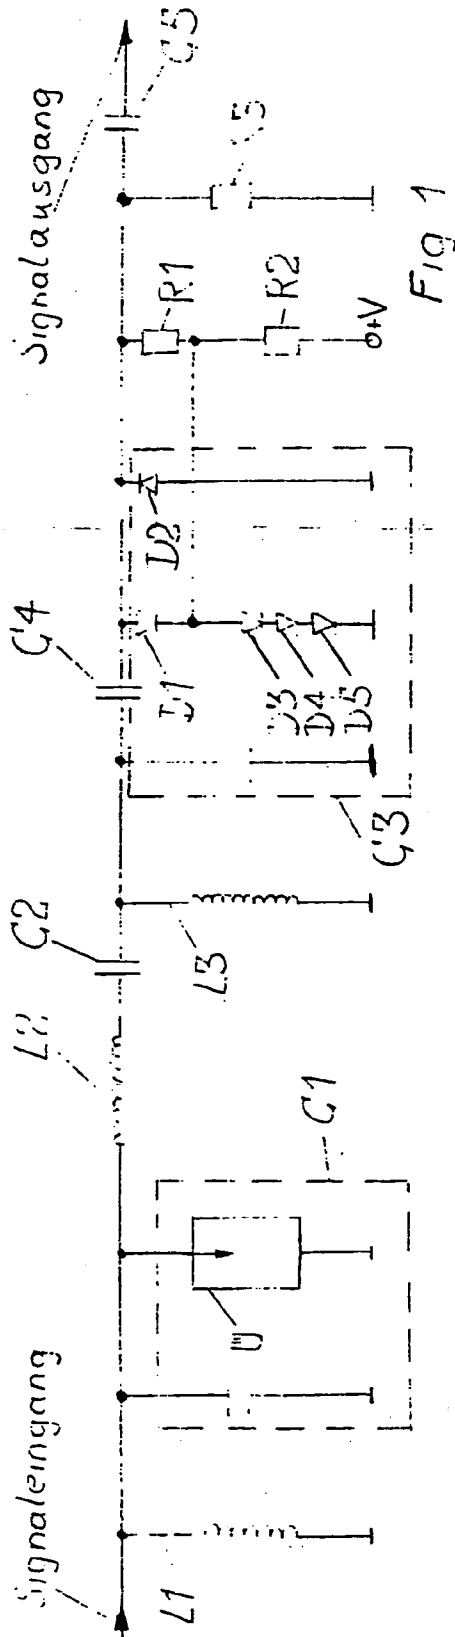 Signaleingang
L1
Ü
C1
L2
C2
L3
C3
C4
D1
D3
D4
D5
D2
R1
R2
O+V
Signalausgang
C5
Fig 1